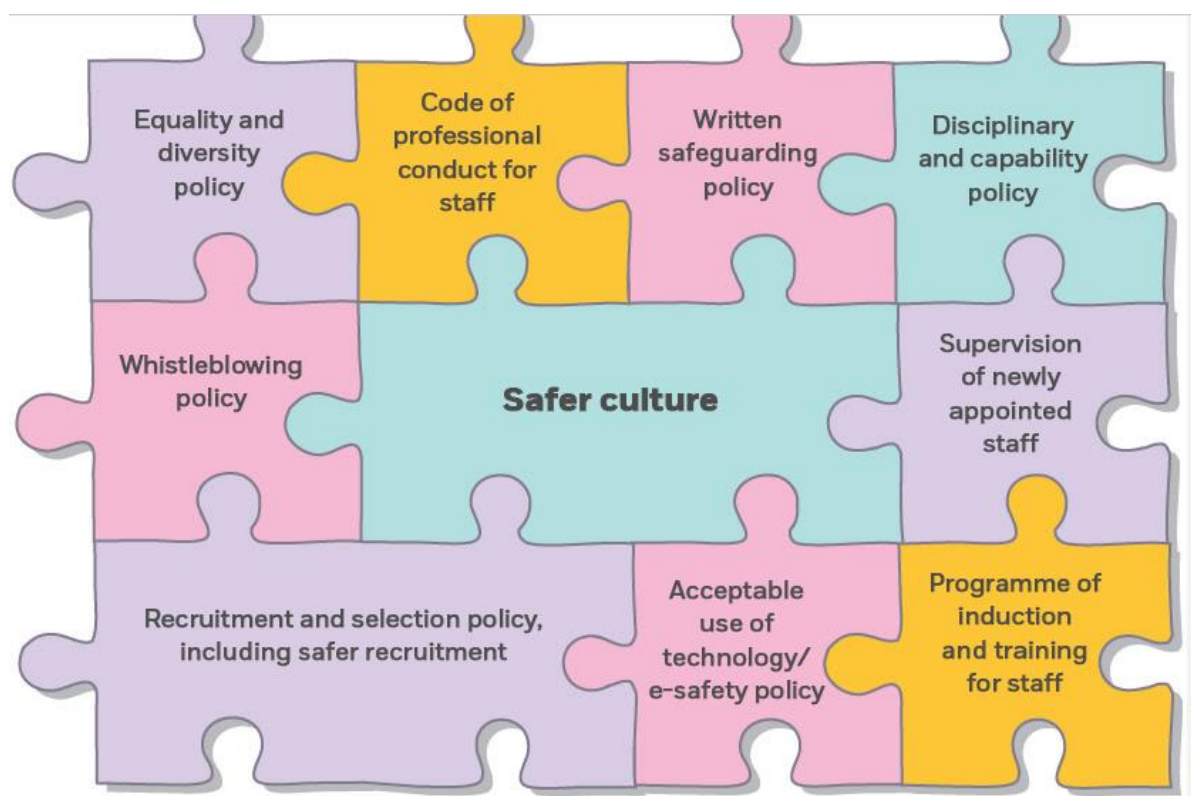 Equality and
diversity
policy
Code of
professional
conduct for
staff
Written
safeguarding
policy
Disciplinary
and capability
policy
Whistleblowing
policy
Safer culture
Supervision
of newly
appointed
staff
Recruitment and selection policy,
including safer recruitment
Acceptable
use of
technology/
e-safety policy
Programme of
induction
and training
for staff